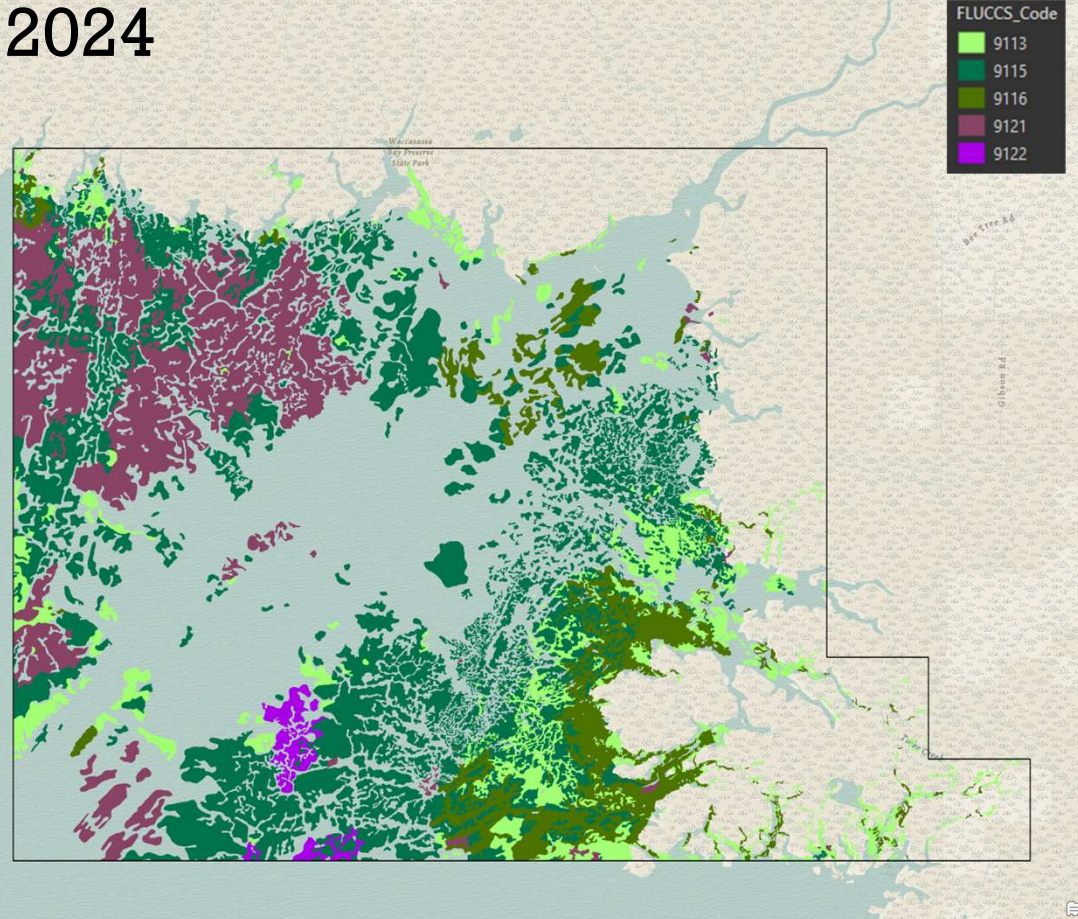 2024
FLUCCS_Code
9113
9115
9116
9121
9122
Waccasassa
Bay Preserve
State Park
Bee Tree Rd
Gibson Rd